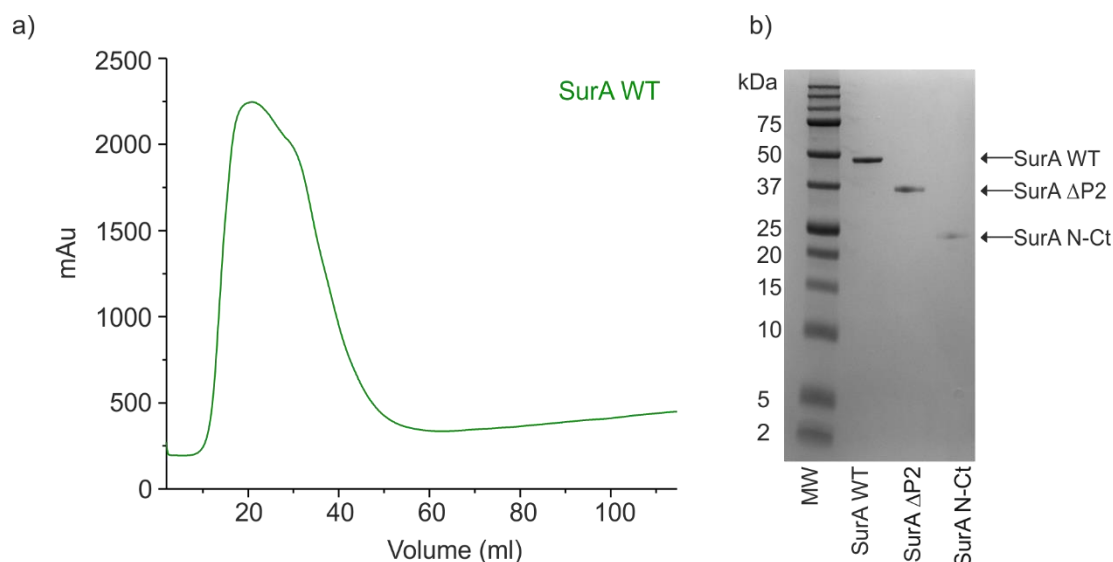 a)
2500
2000
1500
1000
500
0
mAu
SurA WT
20
40
60
80
100
Volume (ml)
b)
kDa
75
50
37
25
20
15
10
5
2
SurA WT
SurA ΔP2
SurA N-Ct
MW
SurA WT
SurA ΔP2
SurA N-Ct